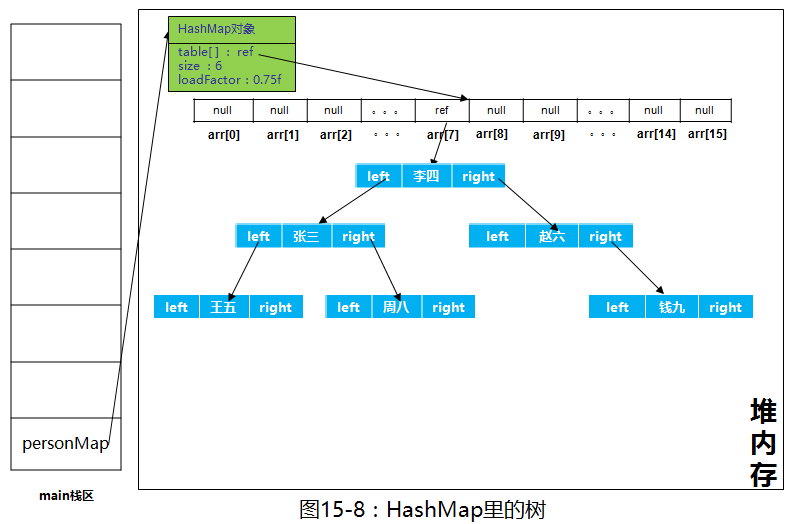 HashMap对象
table[ ] : ref
size : 6
loadFactor : 0.75f
null null null 。。。 ref null null 。。。 null null
arr[0] arr[1] arr[2] 。。。 arr[7] arr[8] arr[9] 。。。 arr[14] arr[15]
left 李四 right
left 张三 right left 赵六 right
left 王五 right left 周八 right left 钱九 right
堆
内
存
personMap
main栈区
图15-8：HashMap里的树